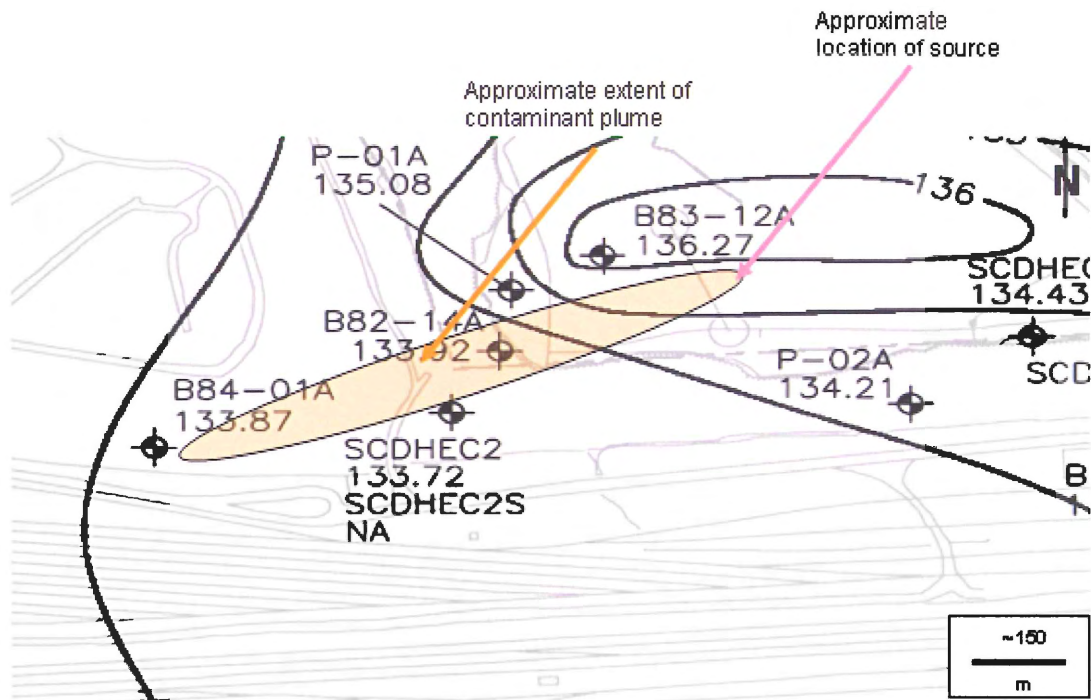 Approximate
location of source
Approximate extent of
contaminant plume
P-01A
135.08
136
N
B83-12A
136.27
SCDHEC
134.43
B82-14A
133.92
P-02A
134.21
SCD
B84-01A
133.87
SCDHEC2
133.72
SCDHEC2S
NA
B
1
~150
m